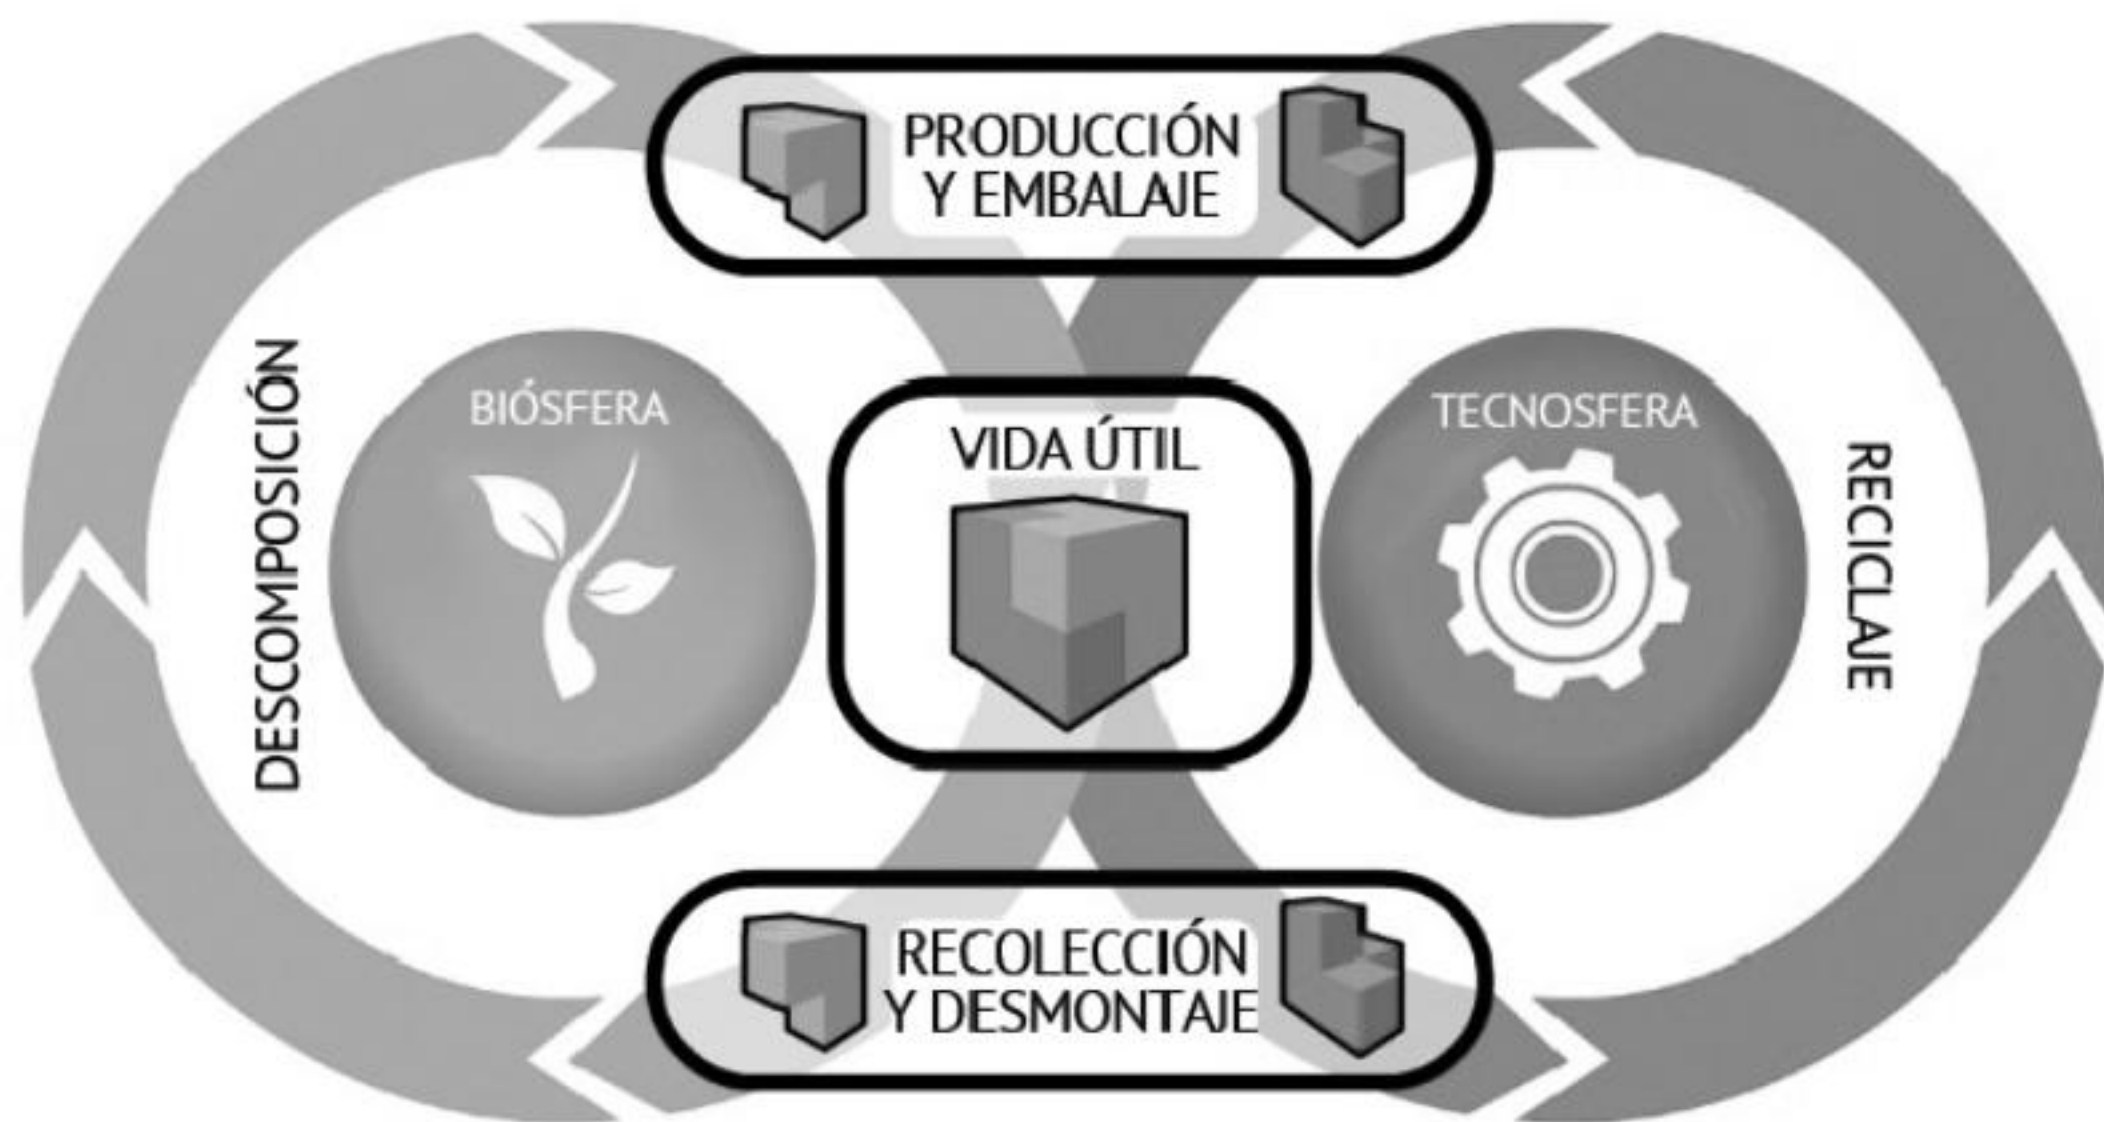 PRODUCCIÓN
Y EMBALAJE
DESCOMPOSICIÓN
BIÓSFERA
VIDA ÚTIL
TECNOSFERA
RECICLAJE
RECOLECCIÓN
Y DESMONTAJE